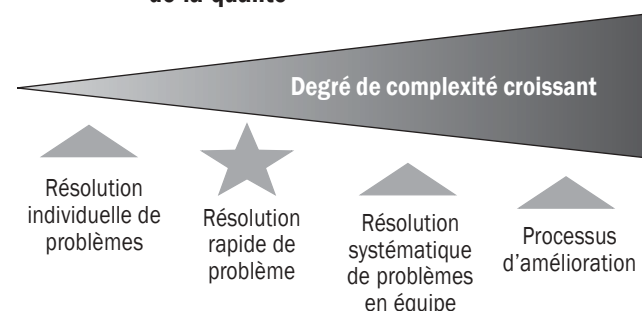 de la qualité
Degré de complexité croissant
Résolution
individuelle de
problèmes
Résolution
rapide de
problème
Résolution
systématique
de problèmes
en équipe
Processus
d'amélioration